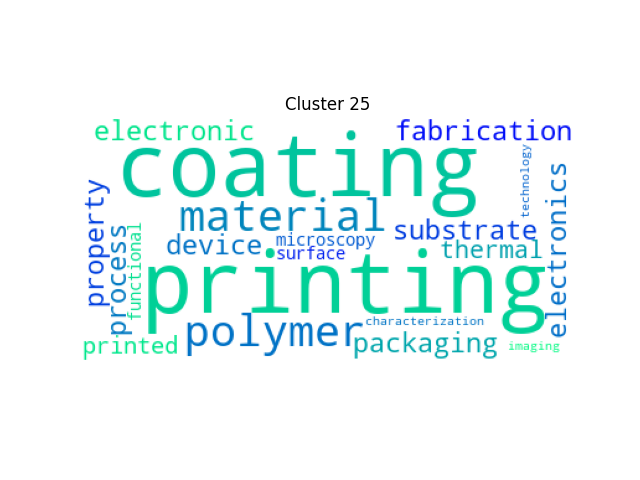 Cluster 25
electronic
fabrication
coating
technology
electronics
property
material
substrate
process
functional
device
microscopy
thermal
surface
printing
polymer
characterization
packaging
printed
imaging